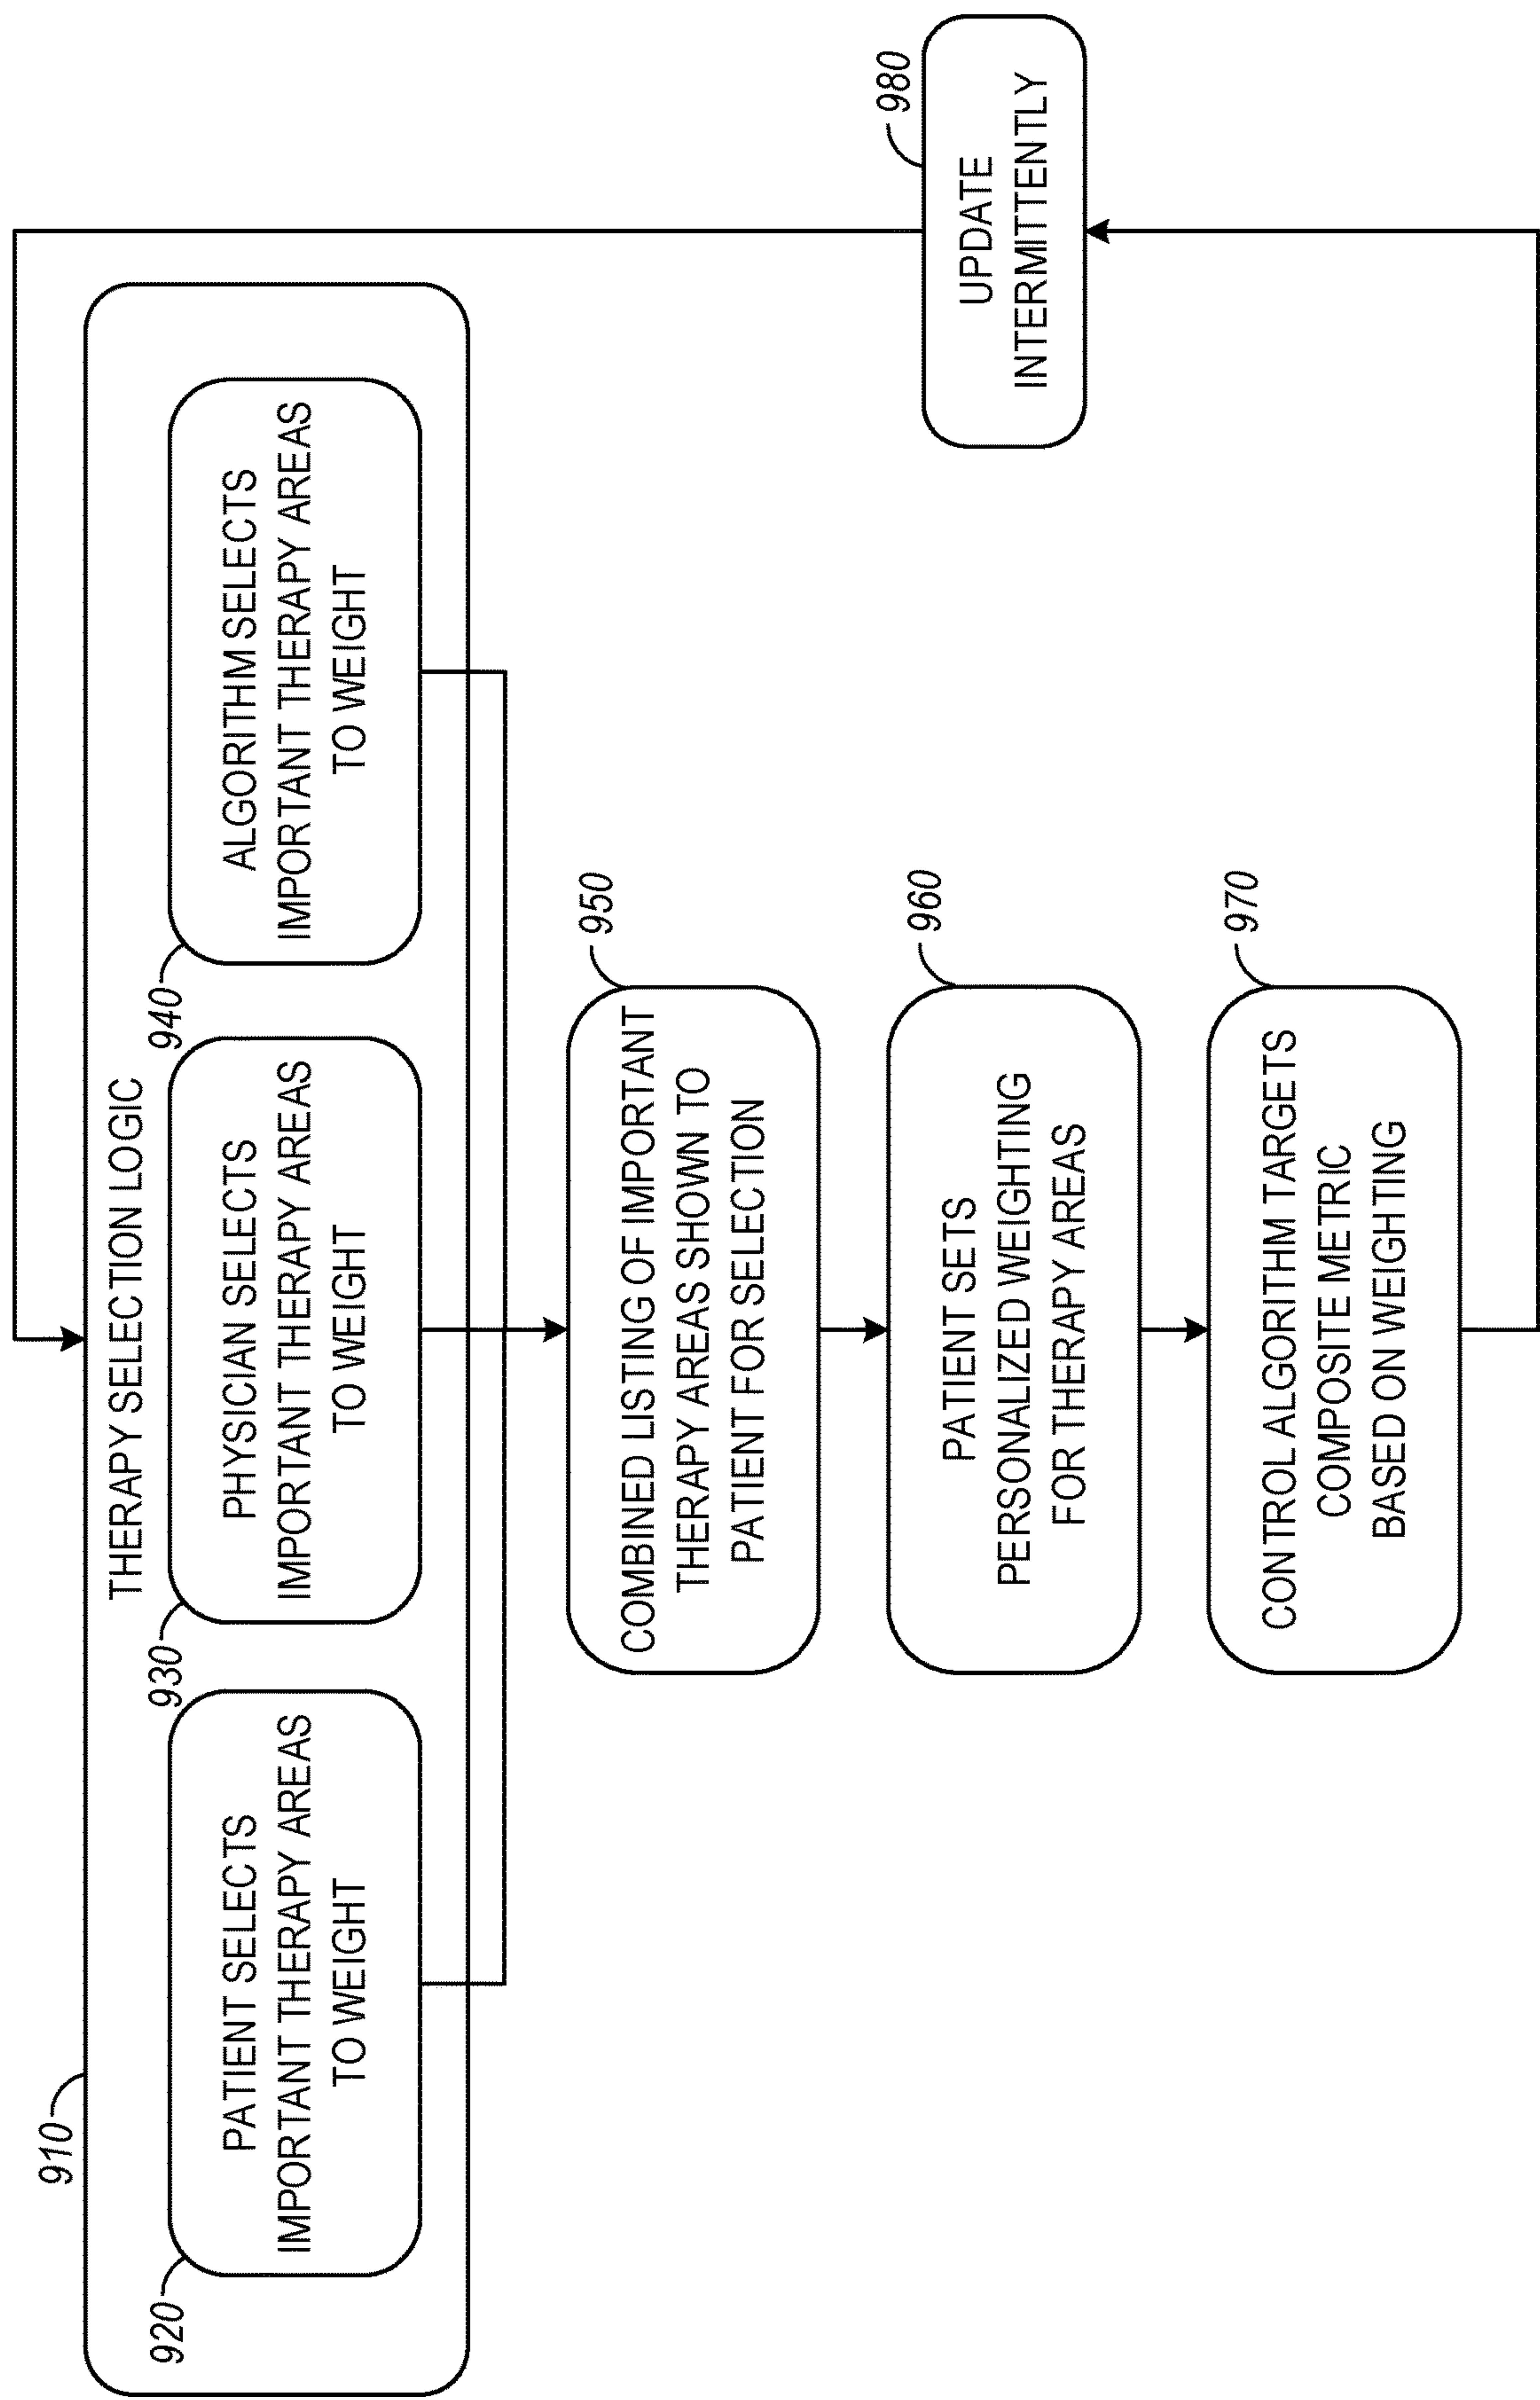 910
THERAPY SELECTION LOGIC
920
PATIENT SELECTS
IMPORTANT THERAPY AREAS
TO WEIGHT
930
PHYSICIAN SELECTS
IMPORTANT THERAPY AREAS
TO WEIGHT
940
ALGORITHM SELECTS
IMPORTANT THERAPY AREAS
TO WEIGHT
950
COMBINED LISTING OF IMPORTANT
THERAPY AREAS SHOWN TO
PATIENT FOR SELECTION
960
PATIENT SETS
PERSONALIZED WEIGHTING
FOR THERAPY AREAS
970
CONTROL ALGORITHM TARGETS
COMPOSITE METRIC
BASED ON WEIGHTING
980
UPDATE
INTERMITTENTLY